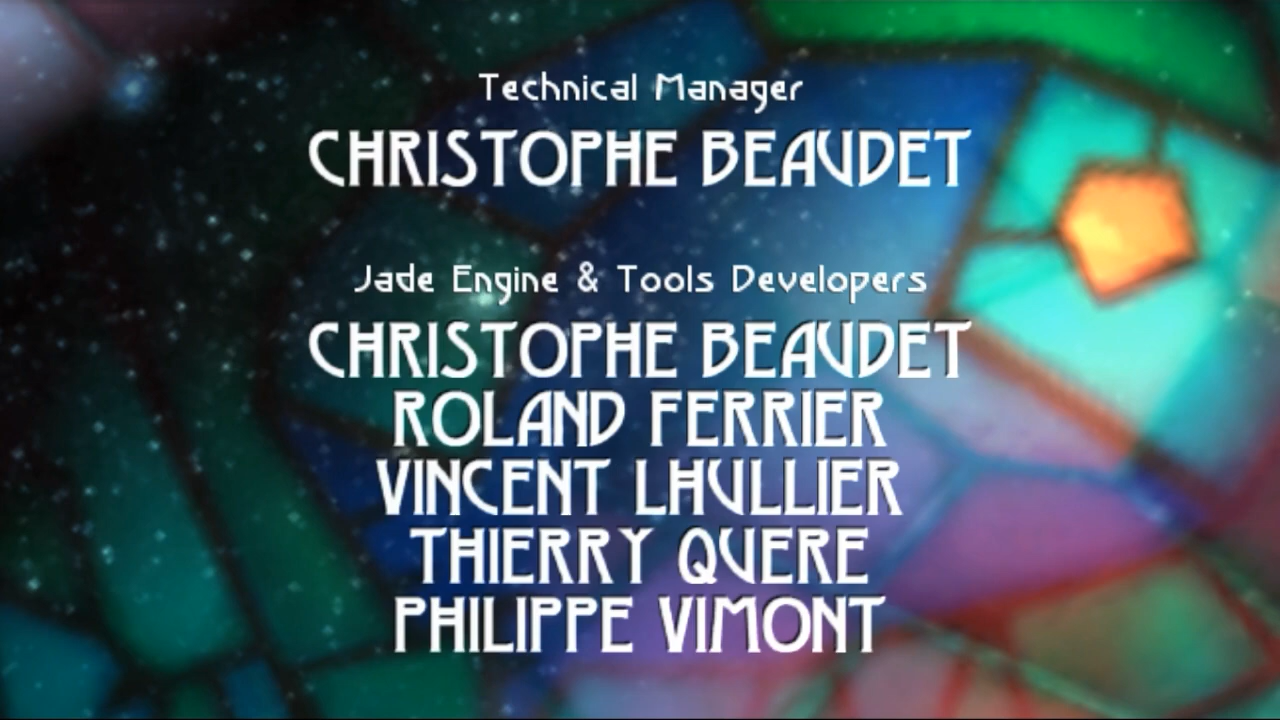 Technical Manager
CHRISTOPHE BEAUDET
Jade Engine & Tools Developers
CHRISTOPHE BEAUDET
ROLAND FERRIER
VINCENT LHULLIER
THIERRY QUERE
PHILIPPE VIMONT